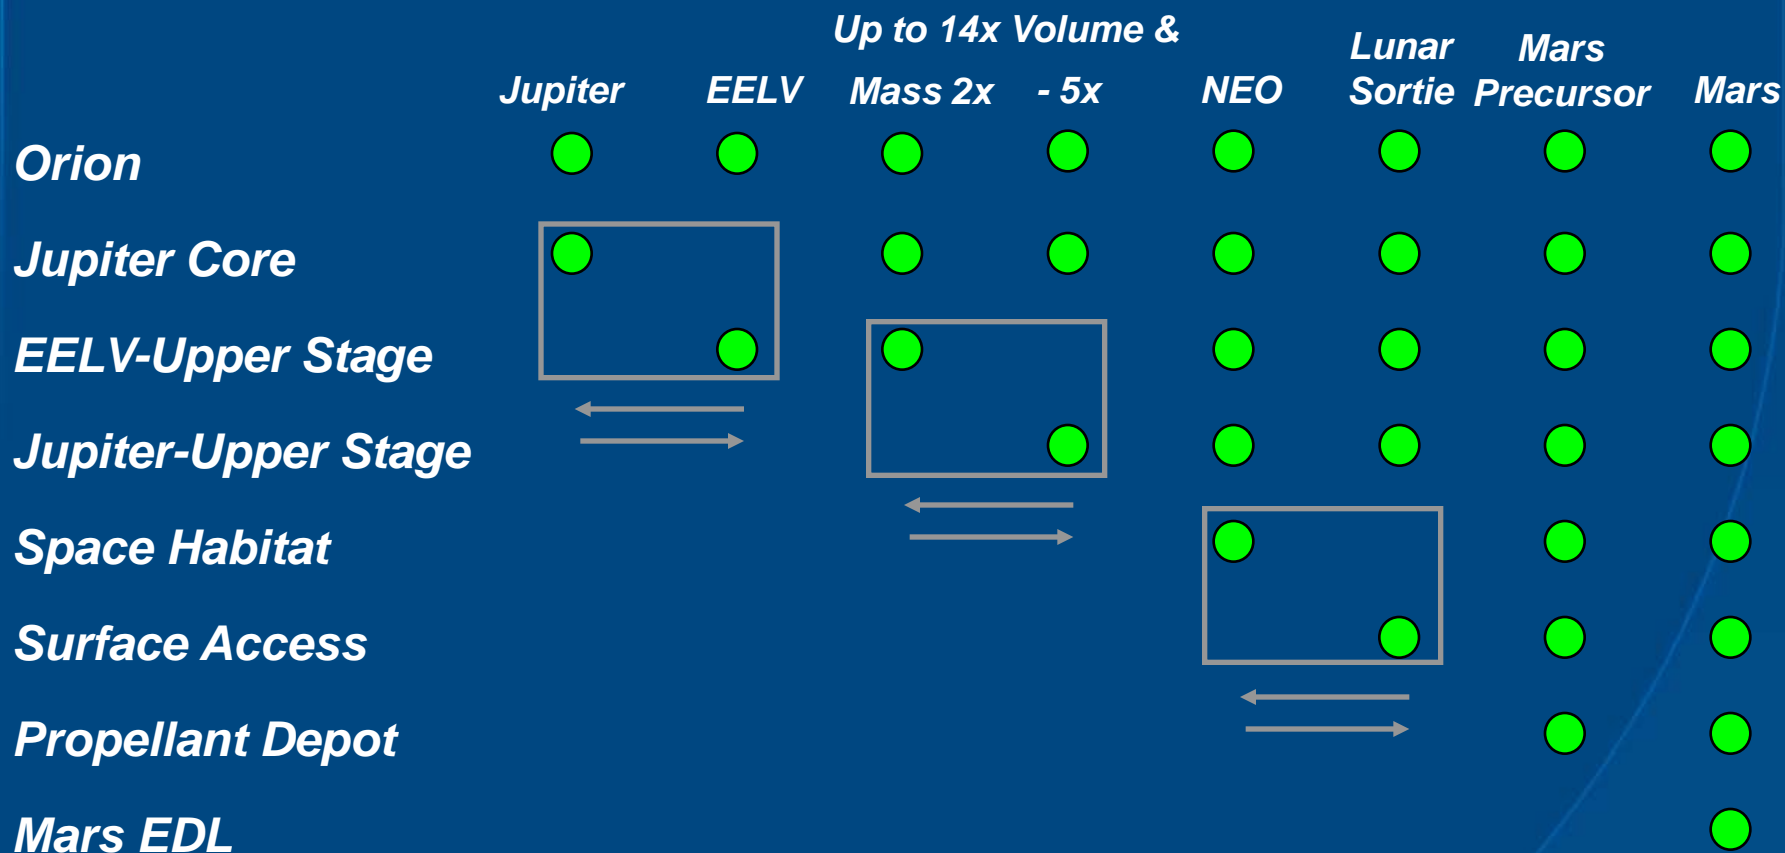 Up to 14x Volume &
Lunar Mars
Jupiter EELV Mass 2x - 5x NEO Sortie Precursor Mars
Orion
Jupiter Core
EELV-Upper Stage
Jupiter-Upper Stage
Space Habitat
Surface Access
Propellant Depot
Mars EDL